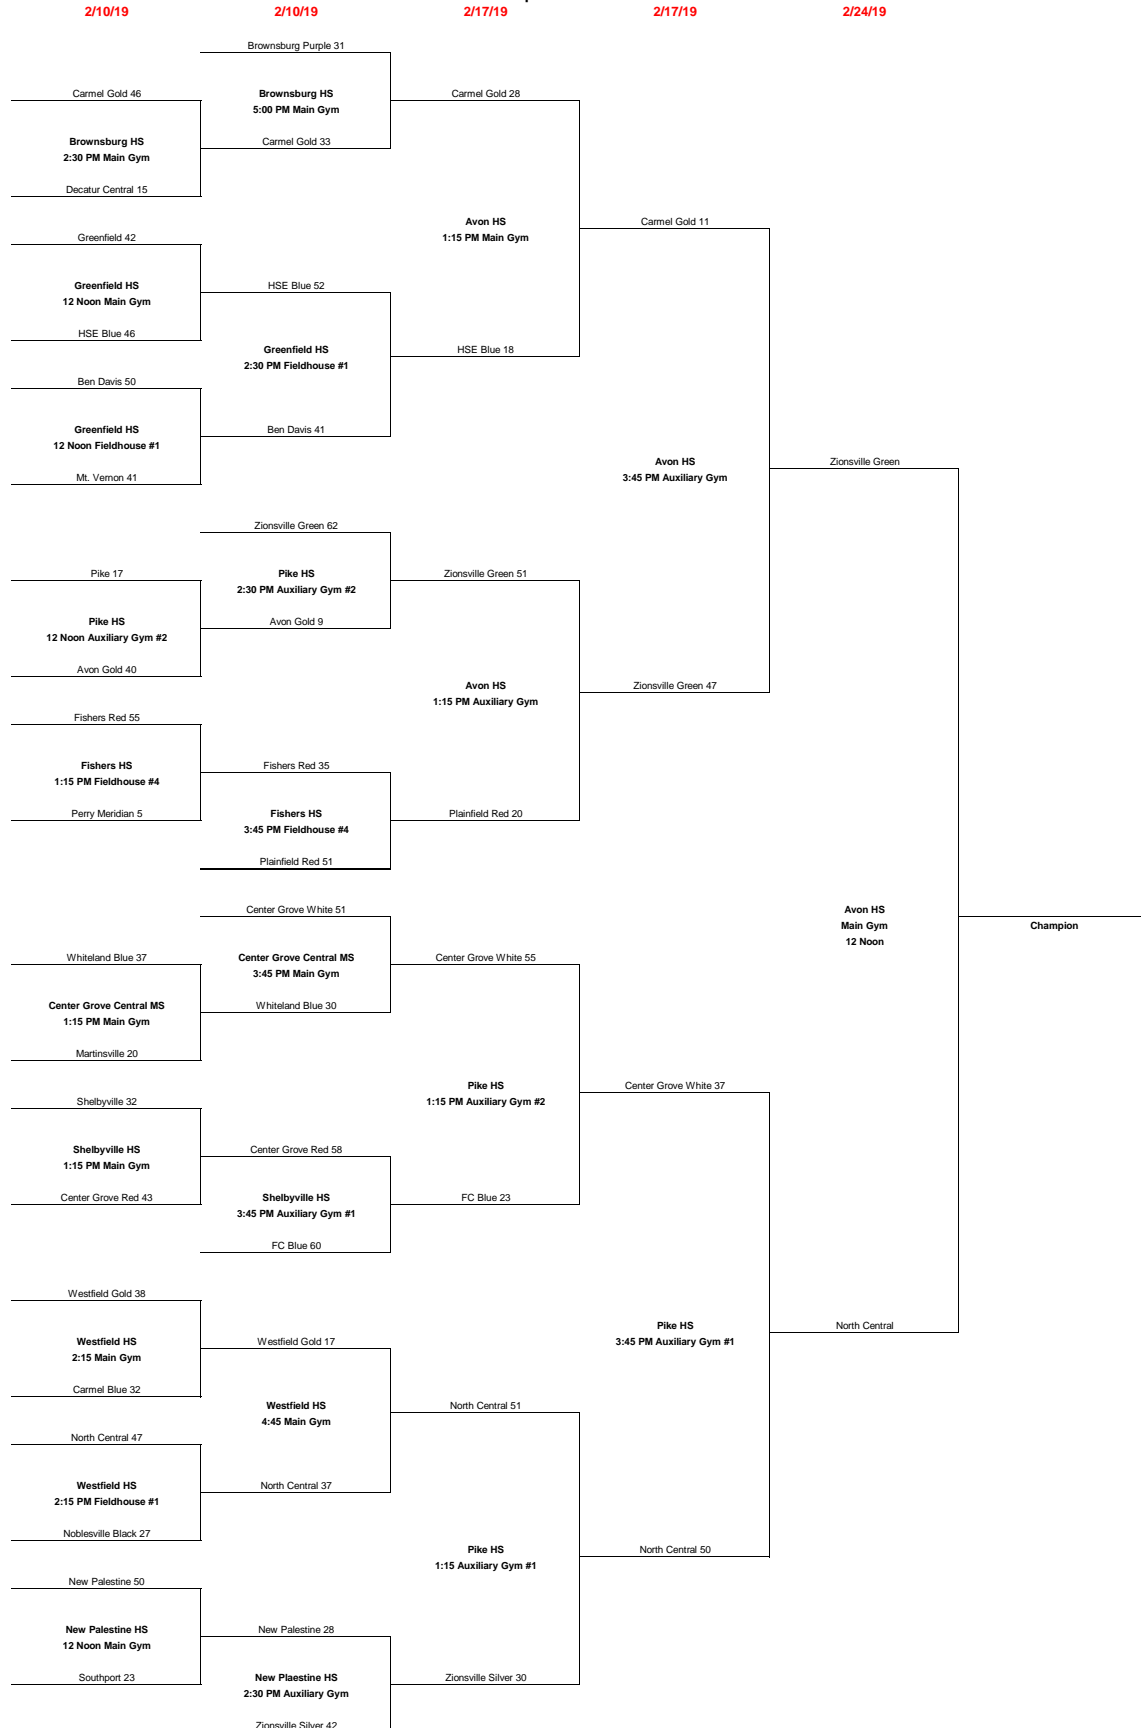 2/10/19 2/10/19 2/17/19 2/17/19 2/24/19
Brownsburg Purple 31
Carmel Gold 46 Brownsburg HS Carmel Gold 28
5:00 PM Main Gym
Brownsburg HS Carmel Gold 33
2:30 PM Main Gym
Decatur Central 15
Avon HS Carmel Gold 11
Greenfield 42 1:15 PM Main Gym
Greenfield HS HSE Blue 52
12 Noon Main Gym
HSE Blue 46
Greenfield HS HSE Blue 18
2:30 PM Fieldhouse #1
Ben Davis 50
Greenfield HS Ben Davis 41
12 Noon Fieldhouse #1
Avon HS Zionsville Green
Mt. Vernon 41 3:45 PM Auxiliary Gym
Zionsville Green 62
Pike 17 Pike HS Zionsville Green 51
2:30 PM Auxiliary Gym #2
Pike HS Avon Gold 9
12 Noon Auxiliary Gym #2
Avon Gold 40
Avon HS Zionsville Green 47
1:15 PM Auxiliary Gym
Fishers Red 55
Fishers HS Fishers Red 35
1:15 PM Fieldhouse #4
Perry Meridian 5 Fishers HS Plainfield Red 20
3:45 PM Fieldhouse #4
Plainfield Red 51
Center Grove White 51 Avon HS
Main Gym Champion
12 Noon
Whiteland Blue 37 Center Grove Central MS Center Grove White 55
3:45 PM Main Gym
Center Grove Central MS Whiteland Blue 30
1:15 PM Main Gym
Martinsville 20
Pike HS Center Grove White 37
Shelbyville 32 1:15 PM Auxiliary Gym #2
Shelbyville HS Center Grove Red 58
1:15 PM Main Gym
Center Grove Red 43 Shelbyville HS FC Blue 23
3:45 PM Auxiliary Gym #1
FC Blue 60
Westfield Gold 38
Pike HS North Central
Westfield HS Westfield Gold 17 3:45 PM Auxiliary Gym #1
2:15 Main Gym
Carmel Blue 32
Westfield HS North Central 51
4:45 Main Gym
North Central 47
Westfield HS North Central 37
2:15 PM Fieldhouse #1
Noblesville Black 27
Pike HS North Central 50
1:15 Auxiliary Gym #1
New Palestine 50
New Palestine HS New Palestine 28
12 Noon Main Gym
Southport 23 New Plaestine HS Zionsville Silver 30
2:30 PM Auxiliary Gym
Zionsville Silver 42